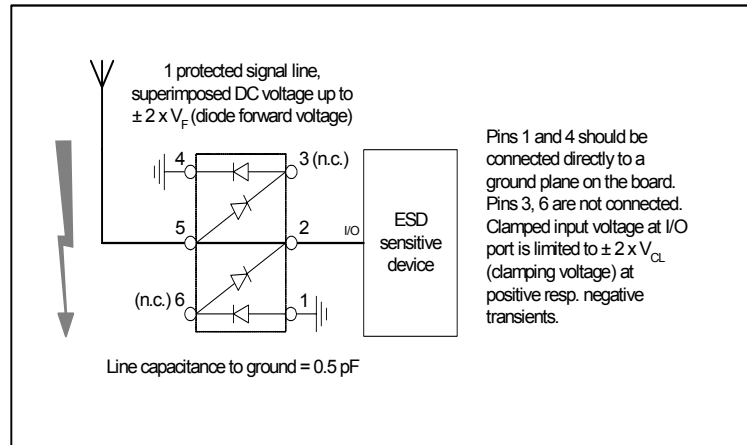 1 protected signal line,
superimposed DC voltage up to
± 2 x VF (diode forward voltage)
4
3 (n.c.)
5
2
I/O
ESD
sensitive
device
(n.c.) 6
1
Line capacitance to ground = 0.5 pF
Pins 1 and 4 should be
connected directly to a
ground plane on the board.
Pins 3, 6 are not connected.
Clamped input voltage at I/O
port is limited to ± 2 x VCL
(clamping voltage) at
positive resp. negative
transients.